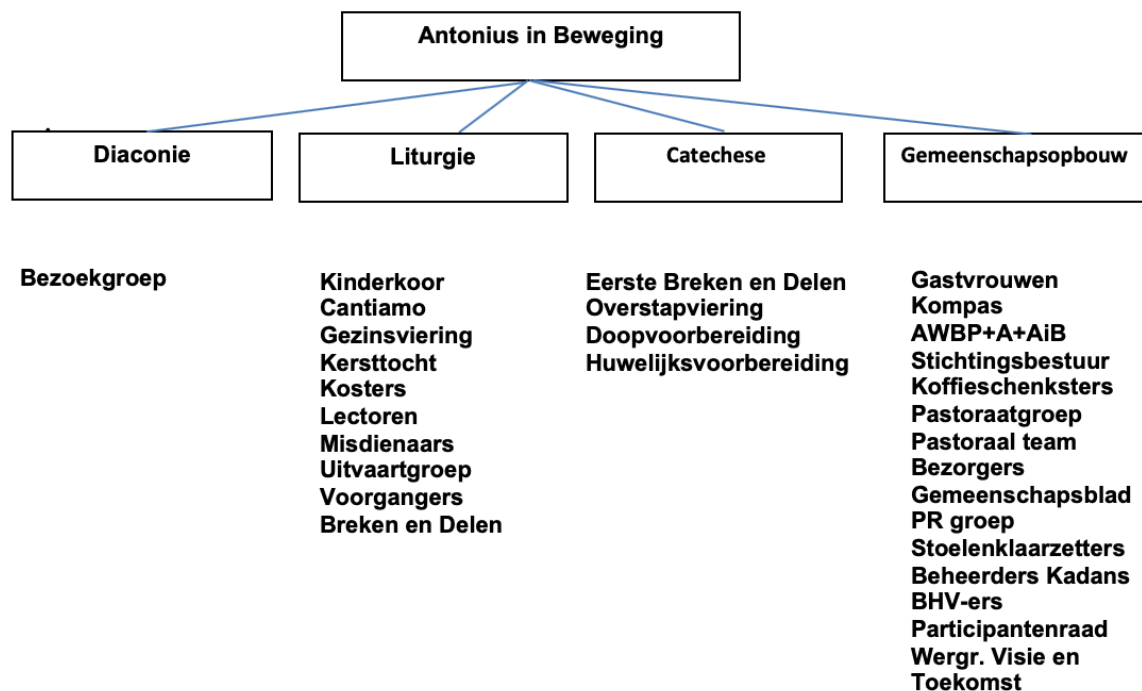 Antonius in Beweging
Diaconie
Liturgie
Catechese
Gemeenschapsopbouw
Bezoekgroep
Kinderkoor
Cantiamo
Gezinsviering
Kersttocht
Kosters
Lectoren
Misdienaars
Uitvaartgroep
Voorgangers
Breken en Delen
Eerste Breken en Delen
Overstapviering
Doopvoorbereiding
Huwelijksvoorbereiding
Gastvrouwen
Kompas
AWBP+A+AiB
Stichtingsbestuur
Koffieschenksters
Pastoraatgroep
Pastoraal team
Bezorgers
Gemeenschapsblad
PR groep
Stoelenklaarzetters
Beheerders Kadans
BHV-ers
Participantenraad
Wergr. Visie en
Toekomst